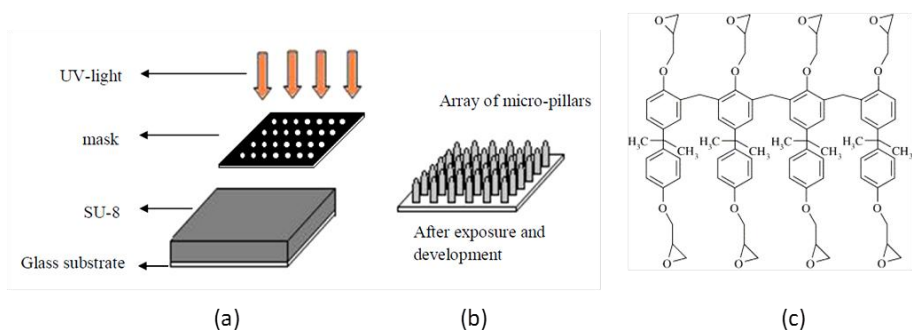 UV-light
mask
SU-8
Glass substrate
Array of micro-pillars
After exposure and
development
O O O O
O O O O
H₃C CH₃ H₃C CH₃ H₃C CH₃ H₃C CH₃
O O O O
O O O O
(a) (b) (c)